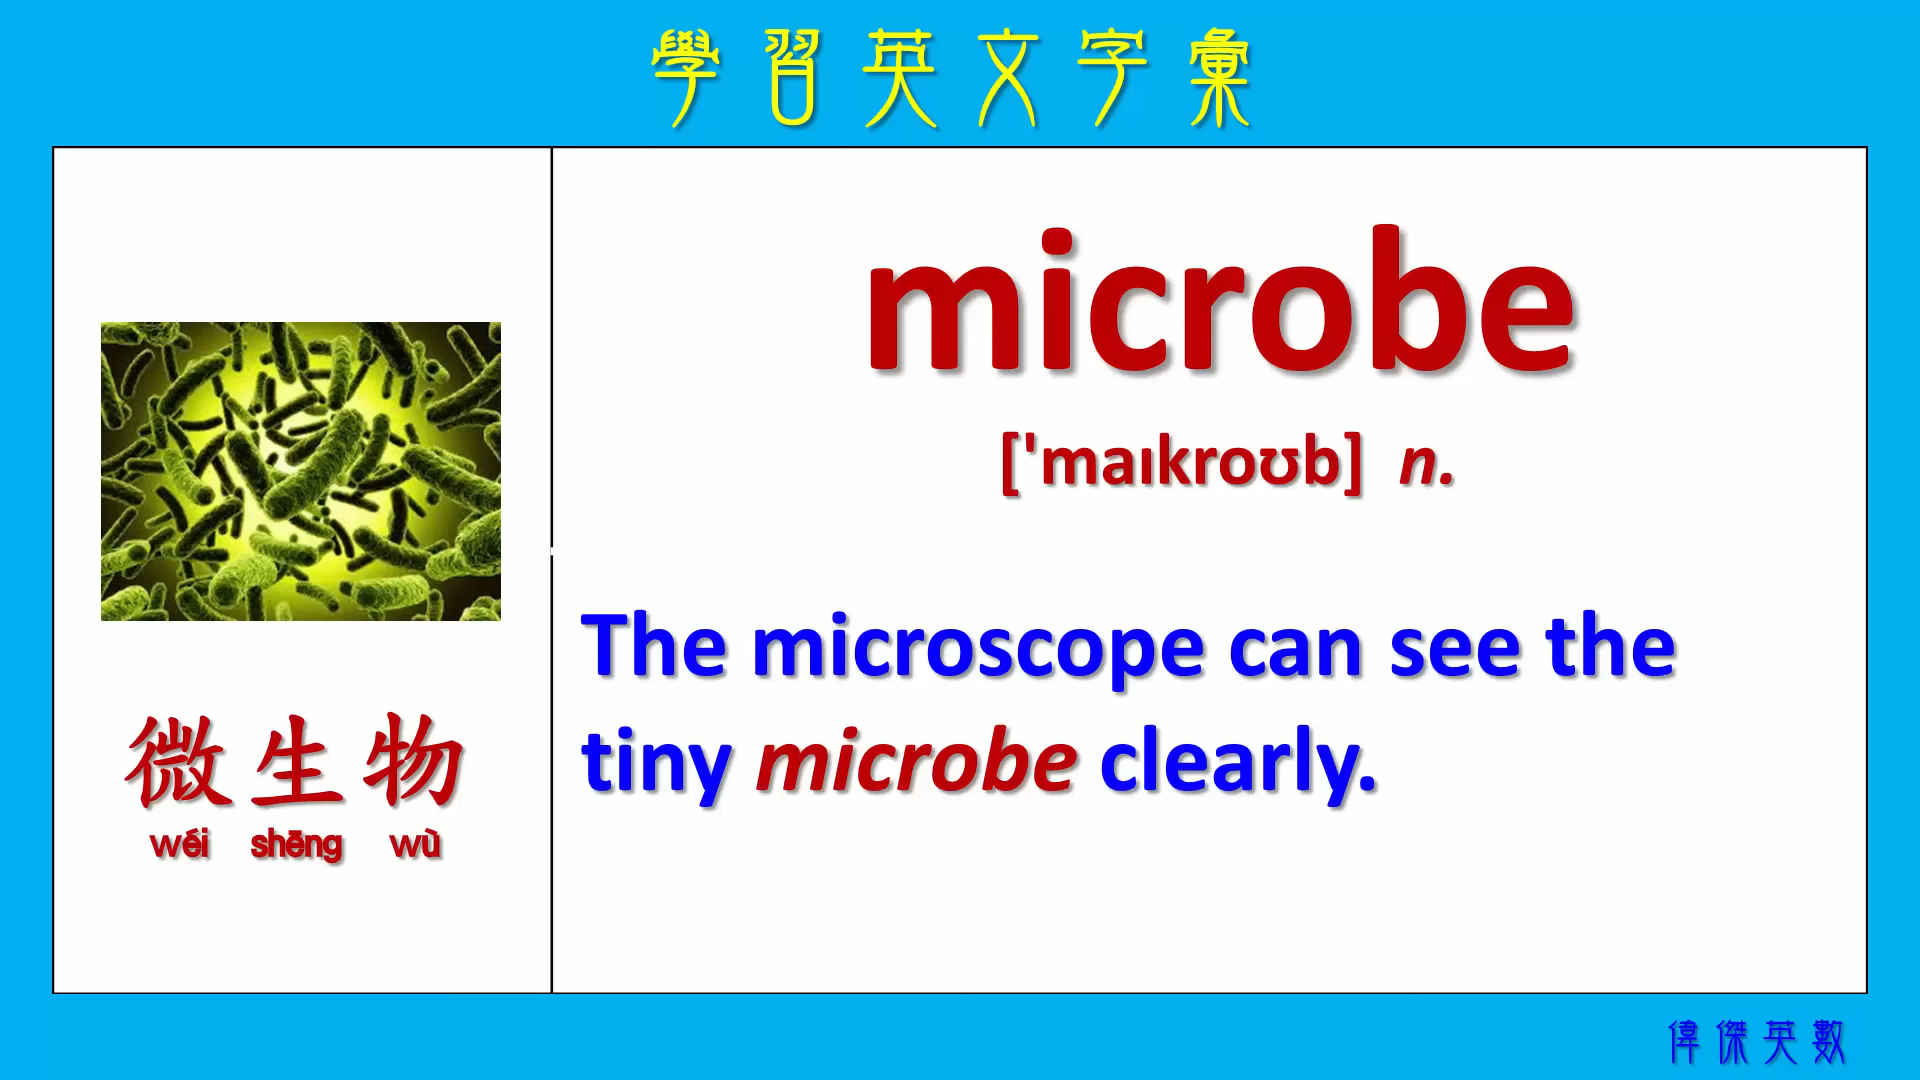 學習英文字彙
microbe
['maɪkroʊb] n.
The microscope can see the
tiny microbe clearly.
微生物
wéi shēng wù
偉傑英數